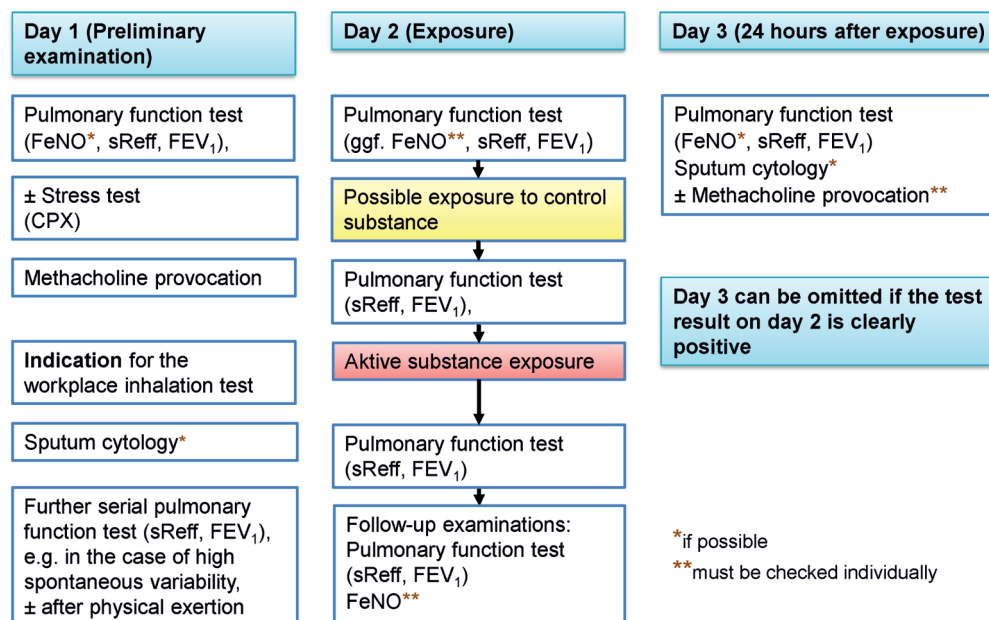 Day 1 (Preliminary
examination)
Pulmonary function test
(FeNO*, sReff, FEV₁),
± Stress test
(CPX)
Methacholine provocation
Indication for the
workplace inhalation test
Sputum cytology*
Further serial pulmonary
function test (sReff, FEV₁),
e.g. in the case of high
spontaneous variability,
± after physical exertion
Day 2 (Exposure)
Pulmonary function test
(ggf. FeNO**, sReff, FEV₁)
Possible exposure to control
substance
Pulmonary function test
(sReff, FEV₁),
Aktive substance exposure
Pulmonary function test
(sReff, FEV₁)
Follow-up examinations:
Pulmonary function test
(sReff, FEV₁)
FeNO**
Day 3 (24 hours after exposure)
Pulmonary function test
(FeNO*, sReff, FEV₁)
Sputum cytology*
± Methacholine provocation**
Day 3 can be omitted if the test
result on day 2 is clearly
positive
*if possible
**must be checked individually